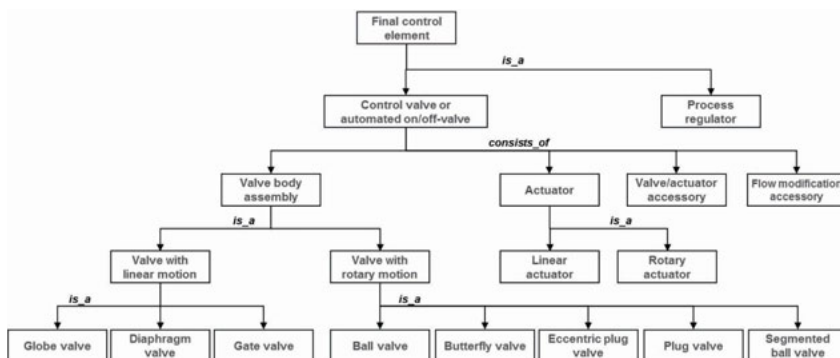 Final control
element
is_a
Control valve or
automated on/off-valve
Process
regulator
consists_of
Valve body
assembly
Actuator
Valve/actuator
accessory
Flow modification
accessory
is_a
is_a
Valve with
linear motion
Valve with
rotary motion
Linear
actuator
Rotary
actuator
is_a
is_a
Globe valve
Diaphragm
valve
Gate valve
Ball valve
Butterfly valve
Eccentric plug
valve
Plug valve
Segmented
ball valve